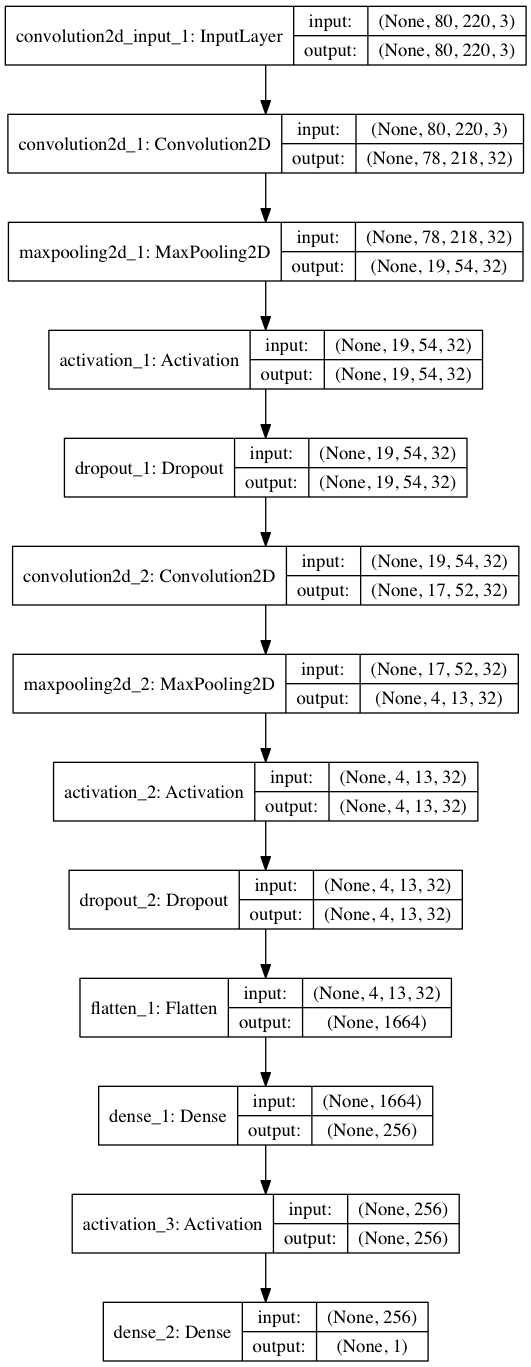 convolution2d_input_1: InputLayer input: (None, 80, 220, 3)
output: (None, 80, 220, 3)
convolution2d_1: Convolution2D input: (None, 80, 220, 3)
output: (None, 78, 218, 32)
maxpooling2d_1: MaxPooling2D input: (None, 78, 218, 32)
output: (None, 19, 54, 32)
activation_1: Activation input: (None, 19, 54, 32)
output: (None, 19, 54, 32)
dropout_1: Dropout input: (None, 19, 54, 32)
output: (None, 19, 54, 32)
convolution2d_2: Convolution2D input: (None, 19, 54, 32)
output: (None, 17, 52, 32)
maxpooling2d_2: MaxPooling2D input: (None, 17, 52, 32)
output: (None, 4, 13, 32)
activation_2: Activation input: (None, 4, 13, 32)
output: (None, 4, 13, 32)
dropout_2: Dropout input: (None, 4, 13, 32)
output: (None, 4, 13, 32)
flatten_1: Flatten input: (None, 4, 13, 32)
output: (None, 1664)
dense_1: Dense input: (None, 1664)
output: (None, 256)
activation_3: Activation input: (None, 256)
output: (None, 256)
dense_2: Dense input: (None, 256)
output: (None, 1)